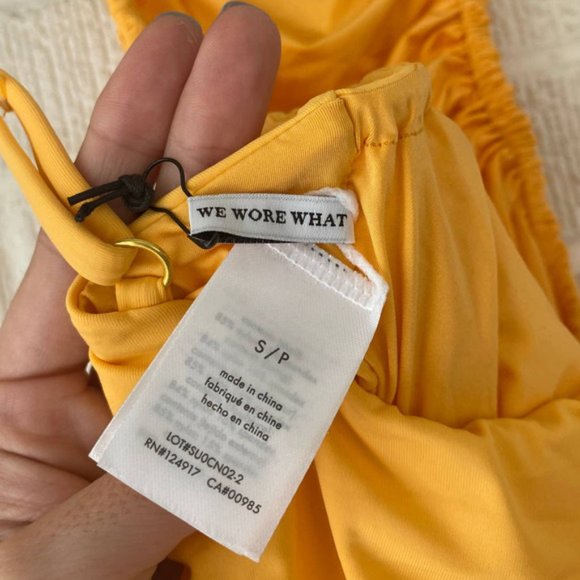 WE WORE WHAT
S/P
made in china
fabriqué en chine
hecho en china
LOT#SU0CN02-2
RN#124917 CA#00985